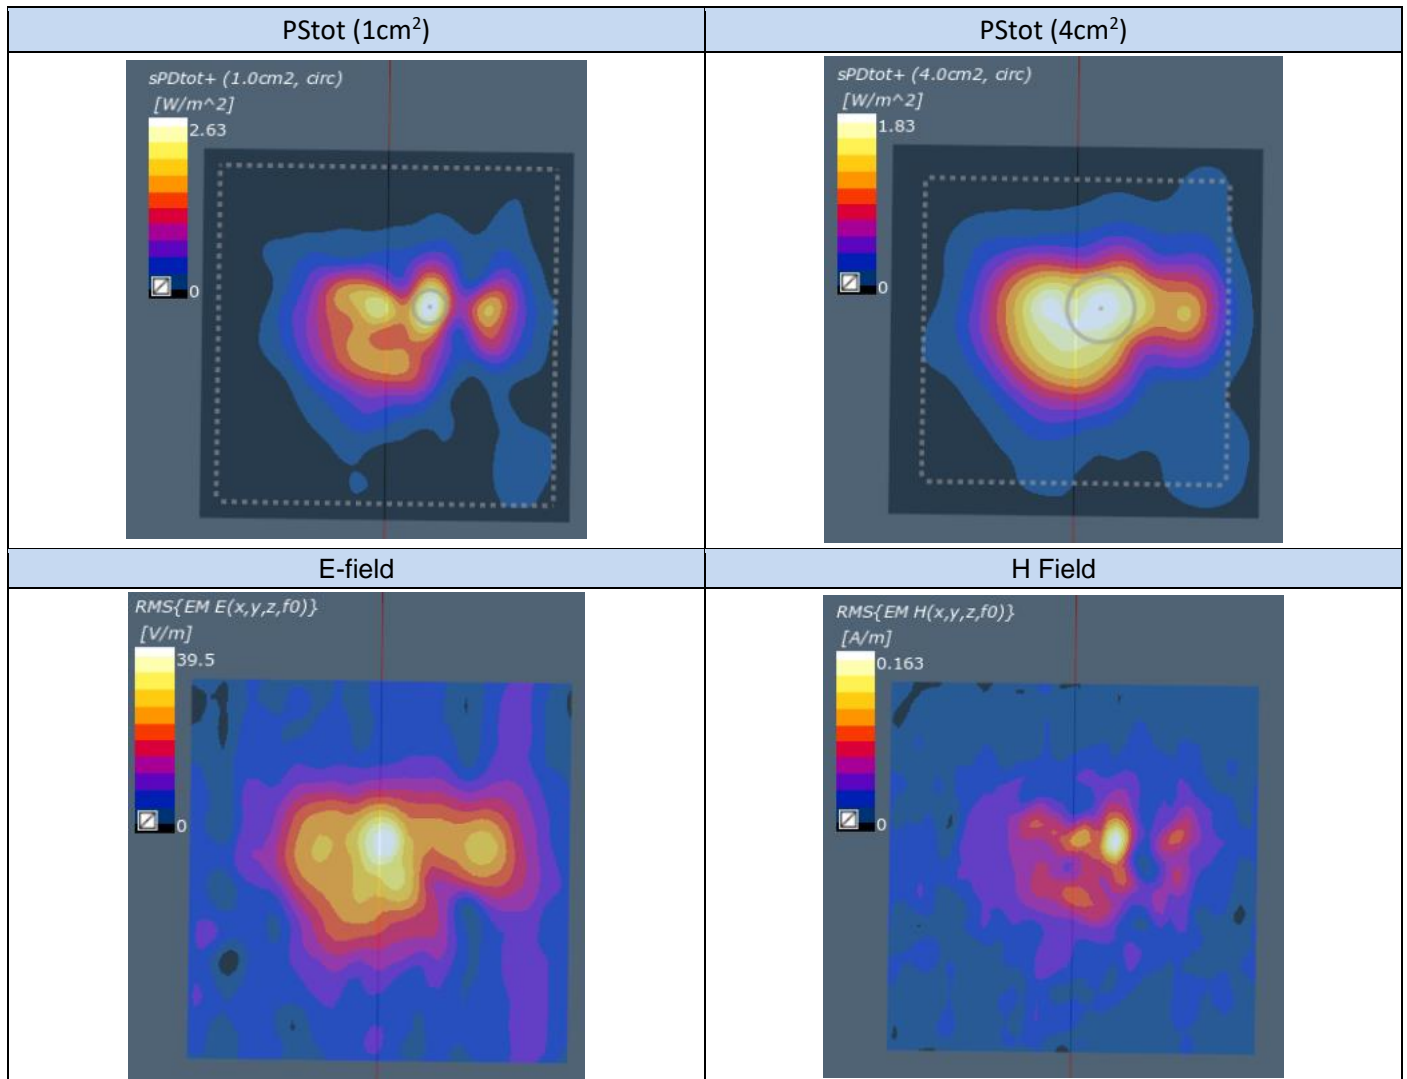 PStot (1cm²)
PStot (4cm²)
sPDtot+ (1.0cm2, circ)
[W/m^2]
2.63
0
sPDtot+ (4.0cm2, circ)
[W/m^2]
1.83
0
E-field
H Field
RMS{EM E(x,y,z,f0)}
[V/m]
39.5
0
RMS{EM H(x,y,z,f0)}
[A/m]
0.163
0